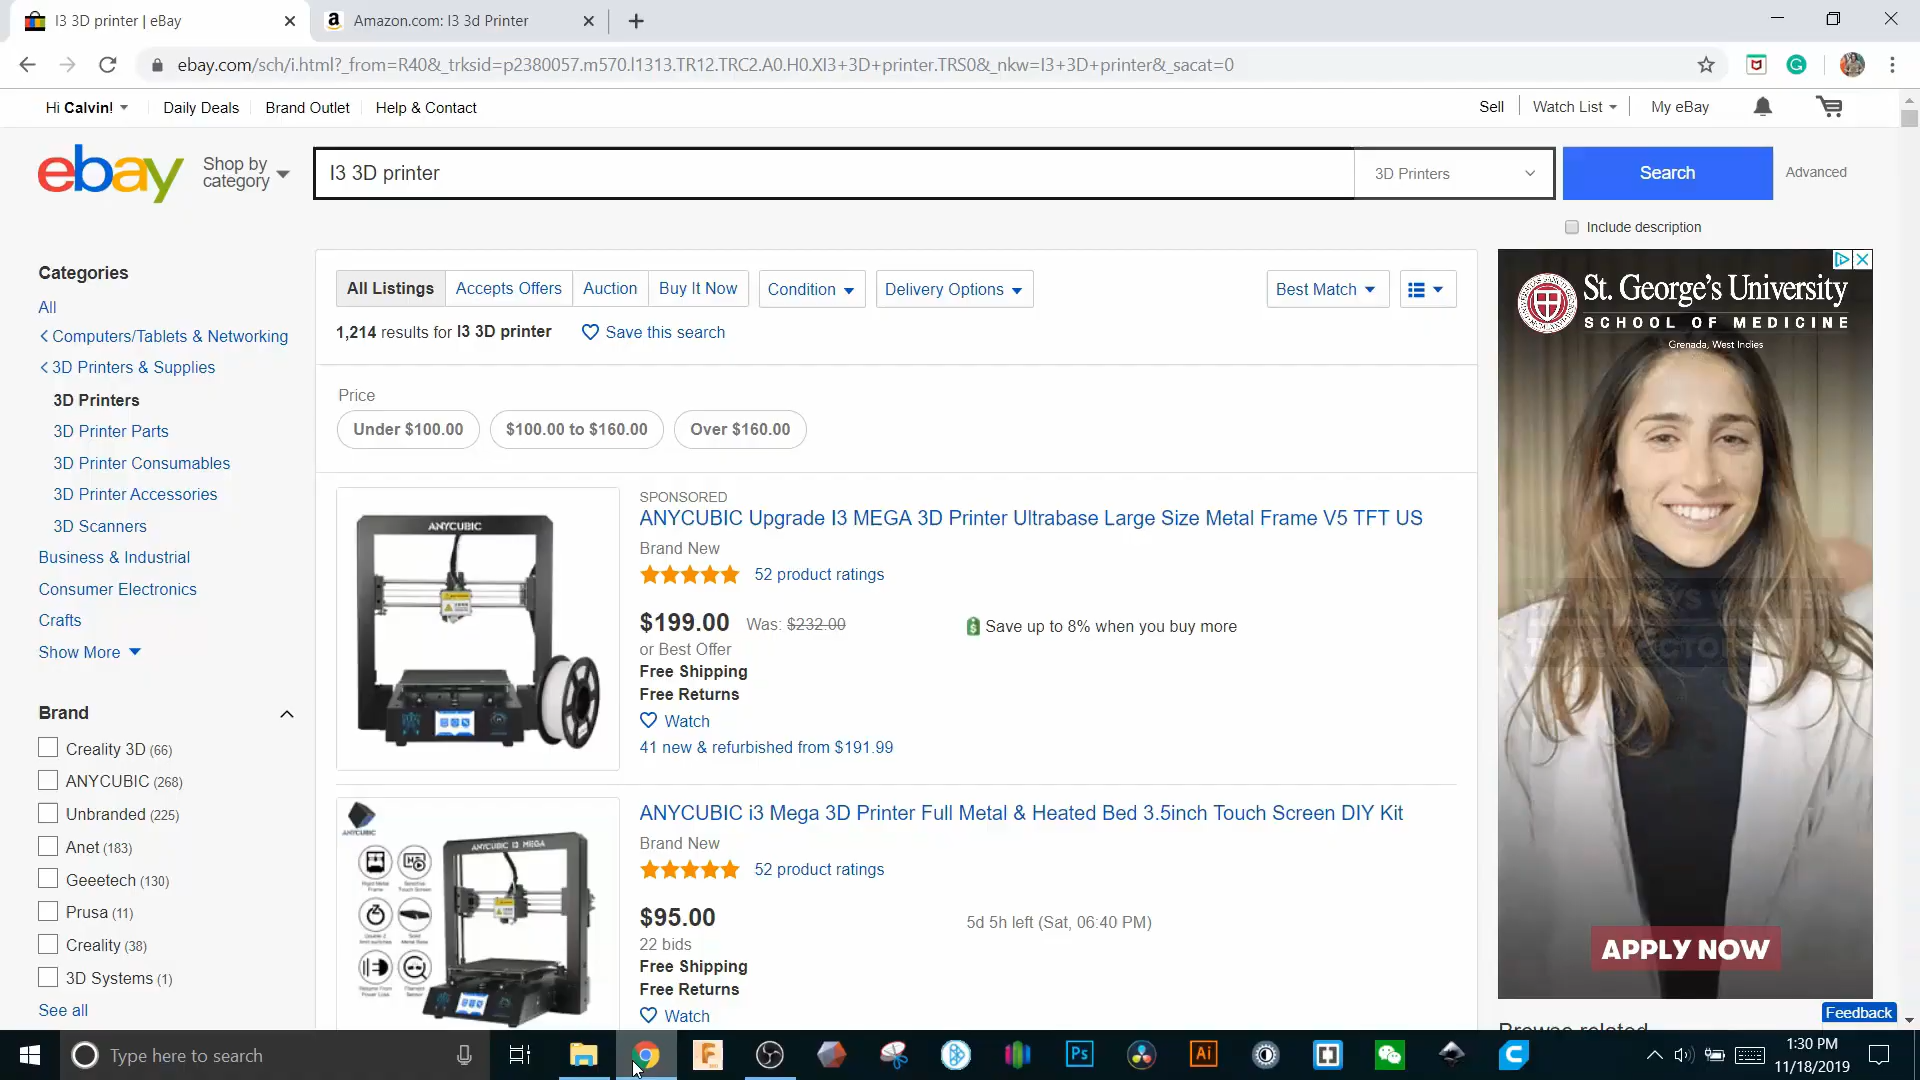 I3 3D printer | eBay
Amazon.com: I3 3d Printer
ebay.com/sch/i.html?_from=R40&_trksid=p2380057.m570.l1313.TR12.TRC2.A0.H0.XI3+3D+printer.TRS0&_nkw=I3+3D+printer&_sacat=0
Hi Calvin!
Daily Deals
Brand Outlet
Help & Contact
Sell
Watch List
My eBay
ebay
Shop by category
I3 3D printer
3D Printers
Search
Advanced
Include description
Categories
All
Computers/Tablets & Networking
3D Printers & Supplies
3D Printers
3D Printer Parts
3D Printer Consumables
3D Printer Accessories
3D Scanners
Business & Industrial
Consumer Electronics
Crafts
Show More
Brand
Creality 3D (66)
ANYCUBIC (268)
Unbranded (225)
Anet (183)
Geeetech (130)
Prusa (11)
Creality (38)
3D Systems (1)
See all
All Listings
Accepts Offers
Auction
Buy It Now
Condition
Delivery Options
Best Match
1,214 results for I3 3D printer
Save this search
Price
Under $100.00
$100.00 to $160.00
Over $160.00
ANYCUBIC
SPONSORED
ANYCUBIC Upgrade I3 MEGA 3D Printer Ultrabase Large Size Metal Frame V5 TFT US
Brand New
52 product ratings
$199.00 Was: $232.00
Save up to 8% when you buy more
or Best Offer
Free Shipping
Free Returns
Watch
41 new & refurbished from $191.99
ANYCUBIC
ANYCUBIC I3 MEGA
ANYCUBIC i3 Mega 3D Printer Full Metal & Heated Bed 3.5inch Touch Screen DIY Kit
Brand New
52 product ratings
$95.00
5d 5h left (Sat, 06:40 PM)
22 bids
Free Shipping
Free Returns
Watch
St. George's University
SCHOOL OF MEDICINE
Grenada, West Indies
APPLY NOW
Feedback
Browse related
Type here to search
Ps
Ai
1:30 PM
11/18/2019